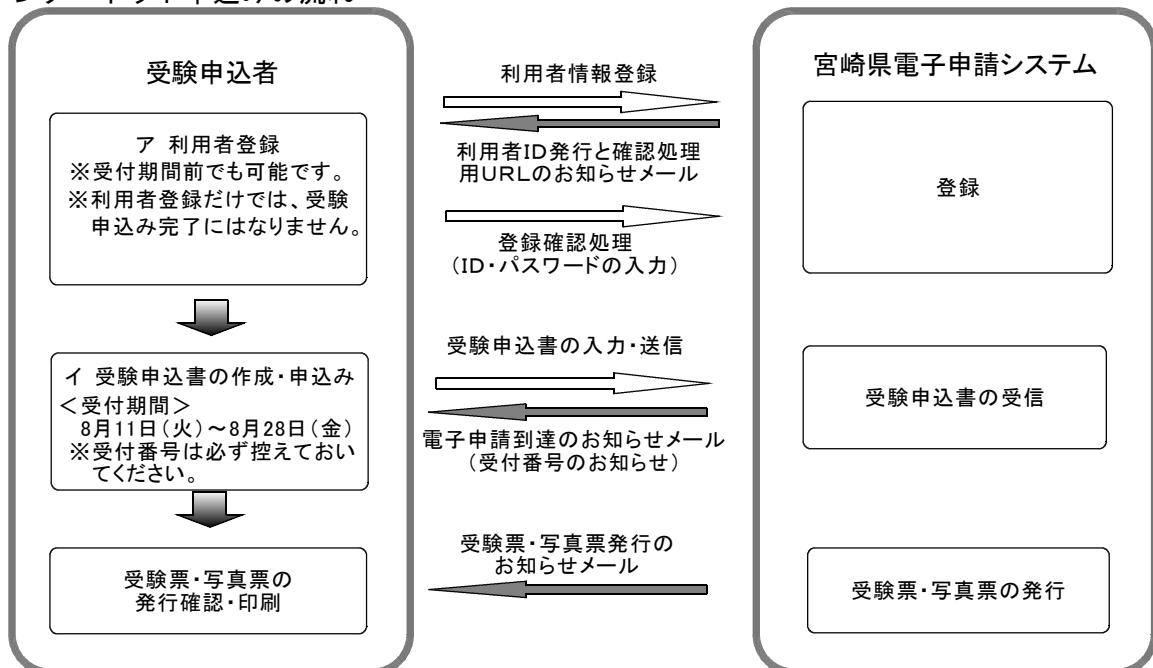 受験申込者
ア 利用者登録
※受付期間前でも可能です。
※利用者登録だけでは、受験
申込み完了にはなりません。
イ 受験申込書の作成・申込み
＜受付期間＞
8月11日(火)～8月28日(金)
※受付番号は必ず控えておい
てください。
受験票・写真票の
発行確認・印刷
利用者情報登録
利用者ID発行と確認処理
用URLのお知らせメール
登録確認処理
(ID・パスワードの入力)
受験申込書の入力・送信
電子申請到達のお知らせメール
(受付番号のお知らせ)
受験票・写真票発行の
お知らせメール
宮崎県電子申請システム
登録
受験申込書の受信
受験票・写真票の発行